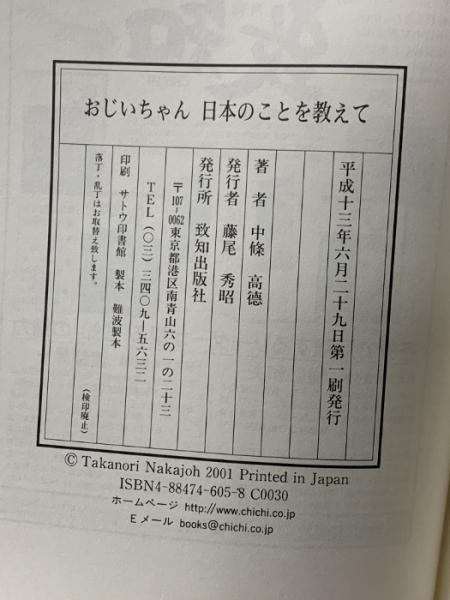 おじいちゃん 日本のことを教えて
平成十三年六月二十九日第一刷発行
著者 中條 高德
発行者 藤尾 秀昭
発行所 致知出版社
〒107-0062 東京都港区南青山六の一の二十三
TEL(〇三)三四〇九―五六三二
印刷 サトウ印書館 製本 難波製本
落丁・乱丁はお取替え致します。
(検印廃止)
© Takanori Nakajoh 2001 Printed in Japan
ISBN4-88474-605-8 C0030
ホームページ http://www.chichi.co.jp
Eメール books@chichi.co.jp